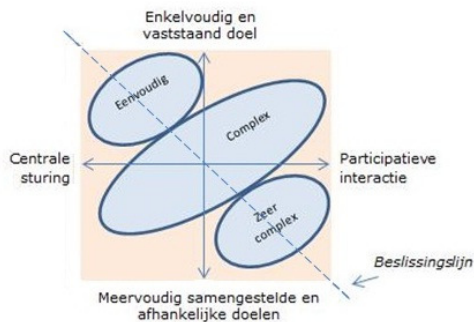 Enkelvoudig en
vaststaand doel
Eenvoudig
Complex
Centrale
sturing
Participatieve
interactie
Zeer
complex
Beslissingslijn
Meervoudig samengestelde en
afhankelijke doelen